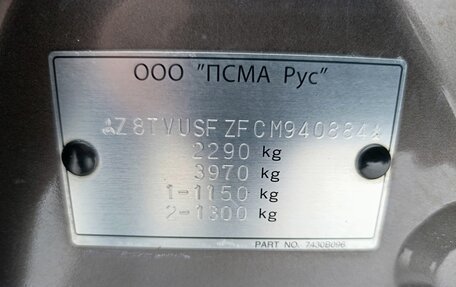 ООО "ПСМА Рус"
Z8TVUSFZFCM940884
2290 kg
3970 kg
1-1150 kg
2-1300 kg
PART NO. 7430B096